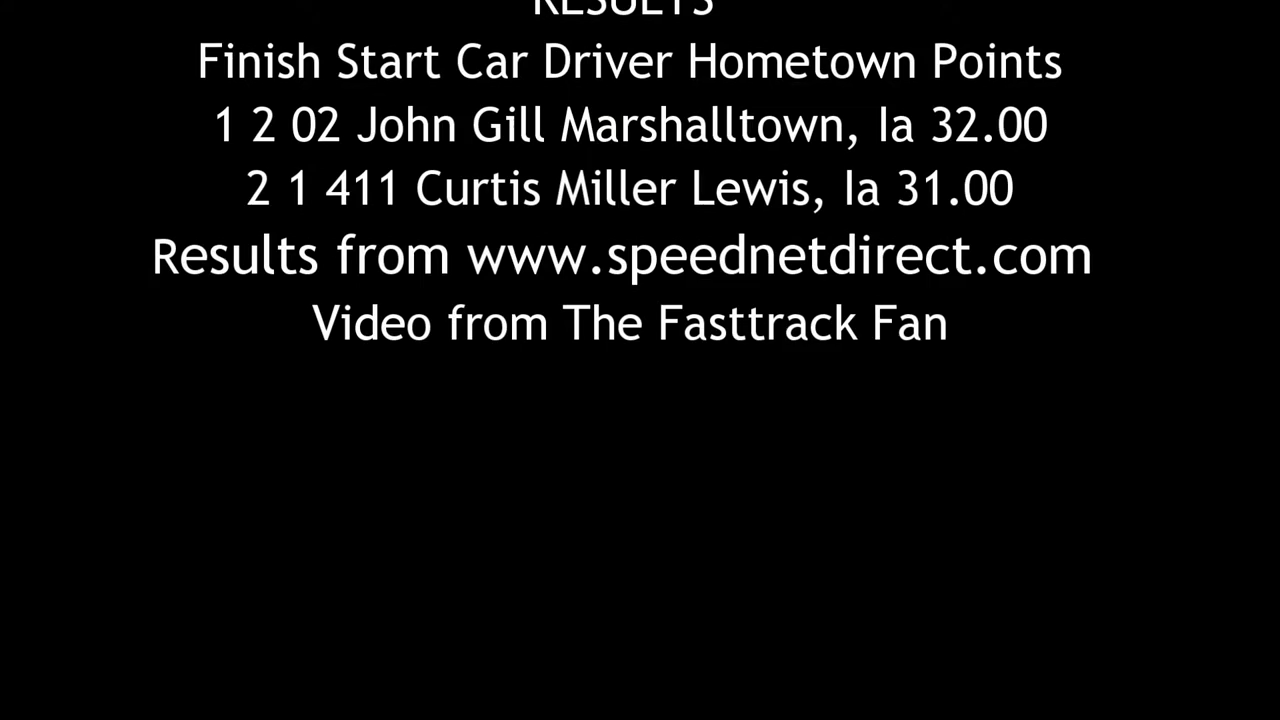 RESULTS
Finish Start Car Driver Hometown Points
1 2 02 John Gill Marshalltown, Ia 32.00
2 1 411 Curtis Miller Lewis, Ia 31.00
Results from www.speednetdirect.com
Video from The Fasttrack Fan